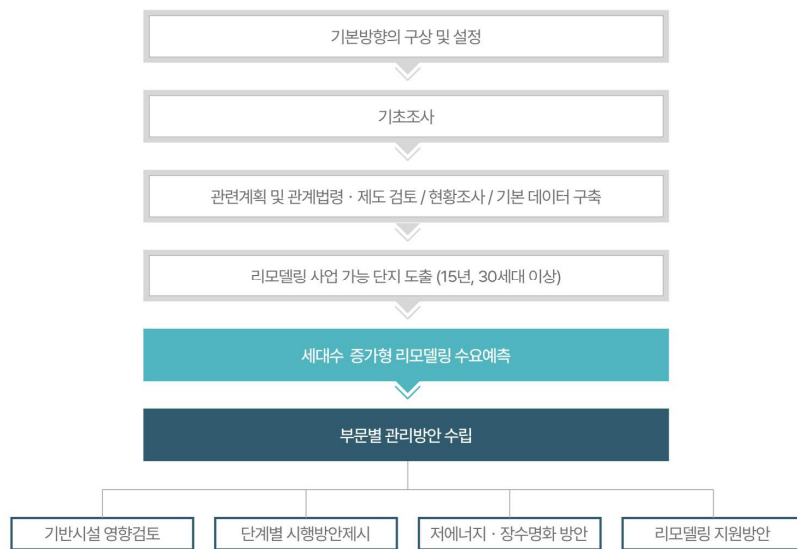 기본방향의 구상 및 설정
기초조사
관련계획 및 관계법령 · 제도 검토 / 현황조사 / 기본 데이터 구축
리모델링 사업 가능 단지 도출 (15년, 30세대 이상)
세대수 증가형 리모델링 수요예측
부문별 관리방안 수립
기반시설 영향검토
단계별 시행방안제시
저에너지 · 장수명화 방안
리모델링 지원방안